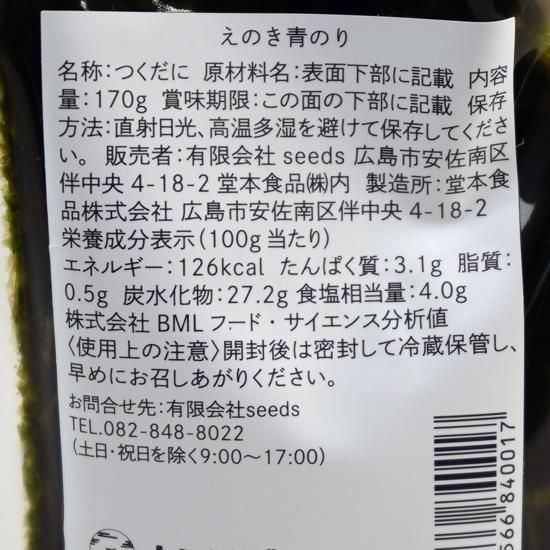 えのき青のり
名称：つくだに 原材料名：表面下部に記載 内容
量：170g 賞味期限：この面の下部に記載 保存
方法：直射日光、高温多湿を避けて保存してくださ
い。 販売者：有限会社 seeds 広島市安佐南区
伴中央 4-18-2 堂本食品㈱内 製造所：堂本食
品株式会社 広島市安佐南区伴中央 4-18-2
栄養成分表示（100g 当たり）
エネルギー：126kcal たんぱく質：3.1g 脂質：
0.5g 炭水化物：27.2g 食塩相当量：4.0g
株式会社 BML フード・サイエンス分析値
〈使用上の注意〉開封後は密封して冷蔵保管し、
早めにお召しあがりください。
お問合せ先：有限会社seeds
TEL.082-848-8022
（土日・祝日を除く9:00〜17:00）
566840017